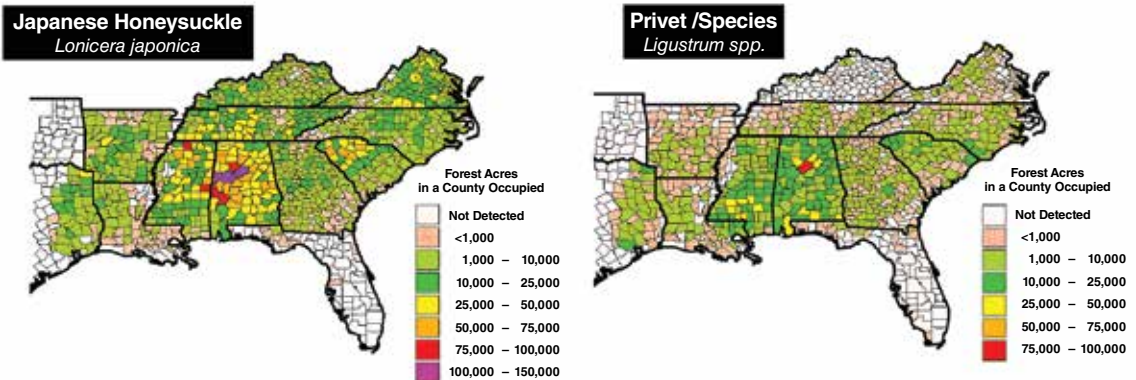 Japanese Honeysuckle
Lonicera japonica
Forest Acres
in a County Occupied
Not Detected
<1,000
1,000 – 10,000
10,000 – 25,000
25,000 – 50,000
50,000 – 75,000
75,000 – 100,000
100,000 – 150,000
Privet /Species
Ligustrum spp.
Forest Acres
in a County Occupied
Not Detected
<1,000
1,000 – 10,000
10,000 – 25,000
25,000 – 50,000
50,000 – 75,000
75,000 – 100,000